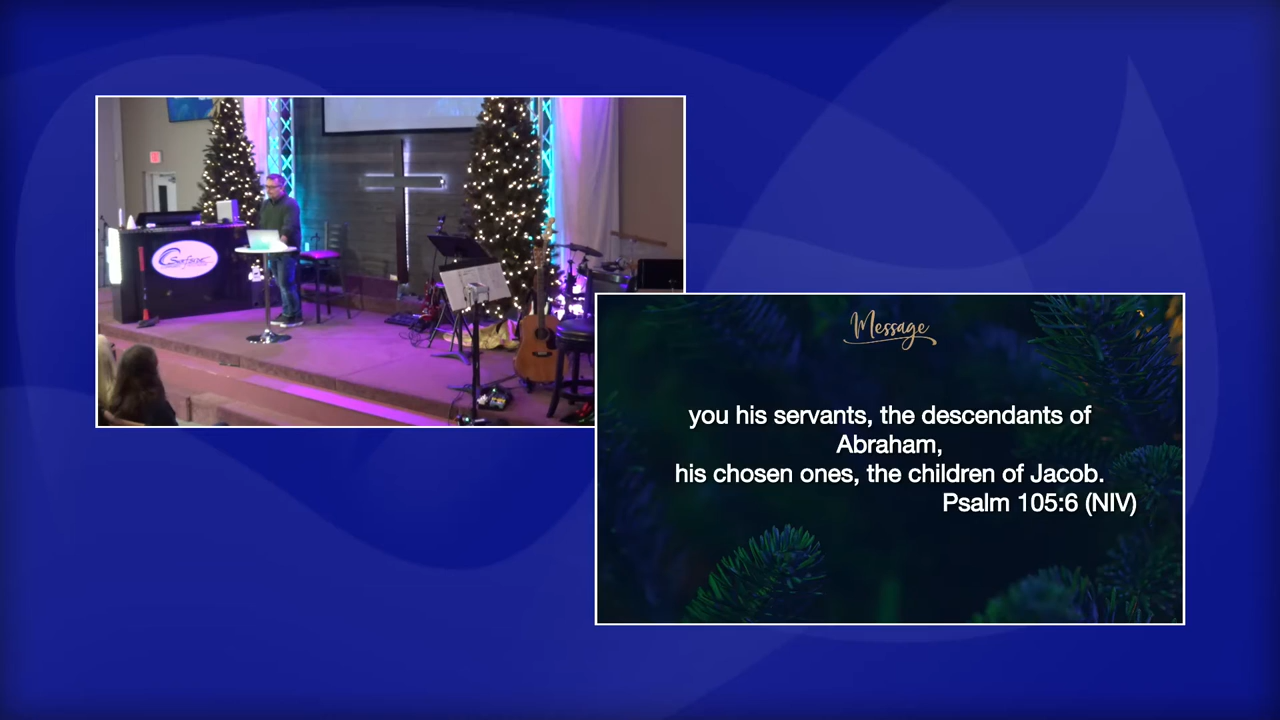 Message
you his servants, the descendants of
Abraham,
his chosen ones, the children of Jacob.
Psalm 105:6 (NIV)